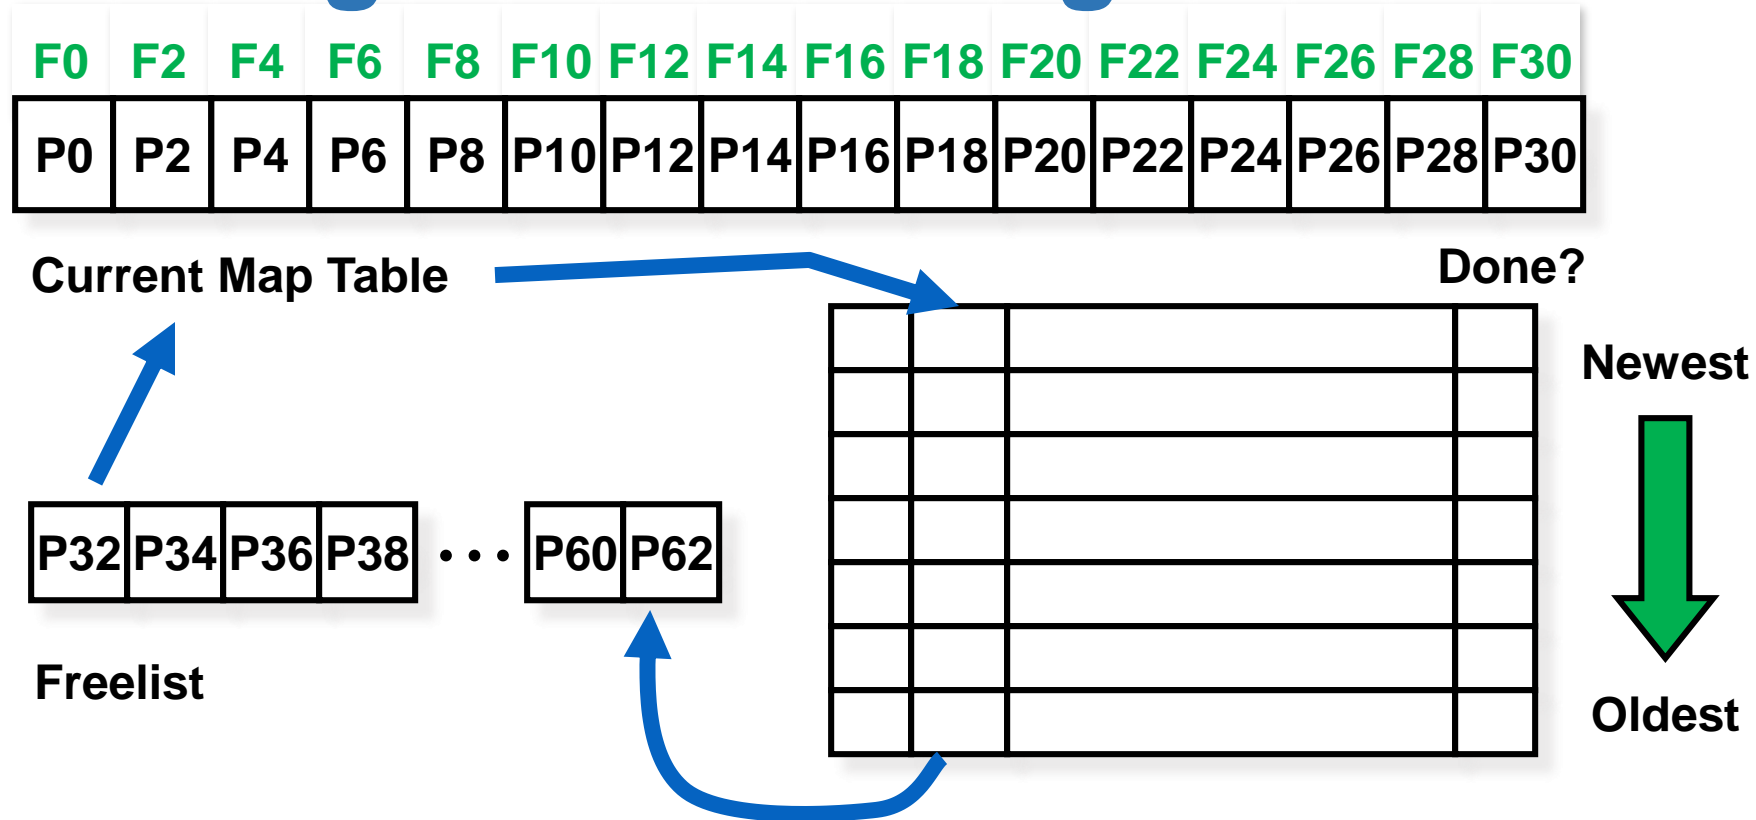 F0 F2 F4 F6 F8 F10 F12 F14 F16 F18 F20 F22 F24 F26 F28 F30
P0 P2 P4 P6 P8 P10 P12 P14 P16 P18 P20 P22 P24 P26 P28 P30
Current Map Table
Done?
Newest
P32 P34 P36 P38 ... P60 P62
Freelist
Oldest